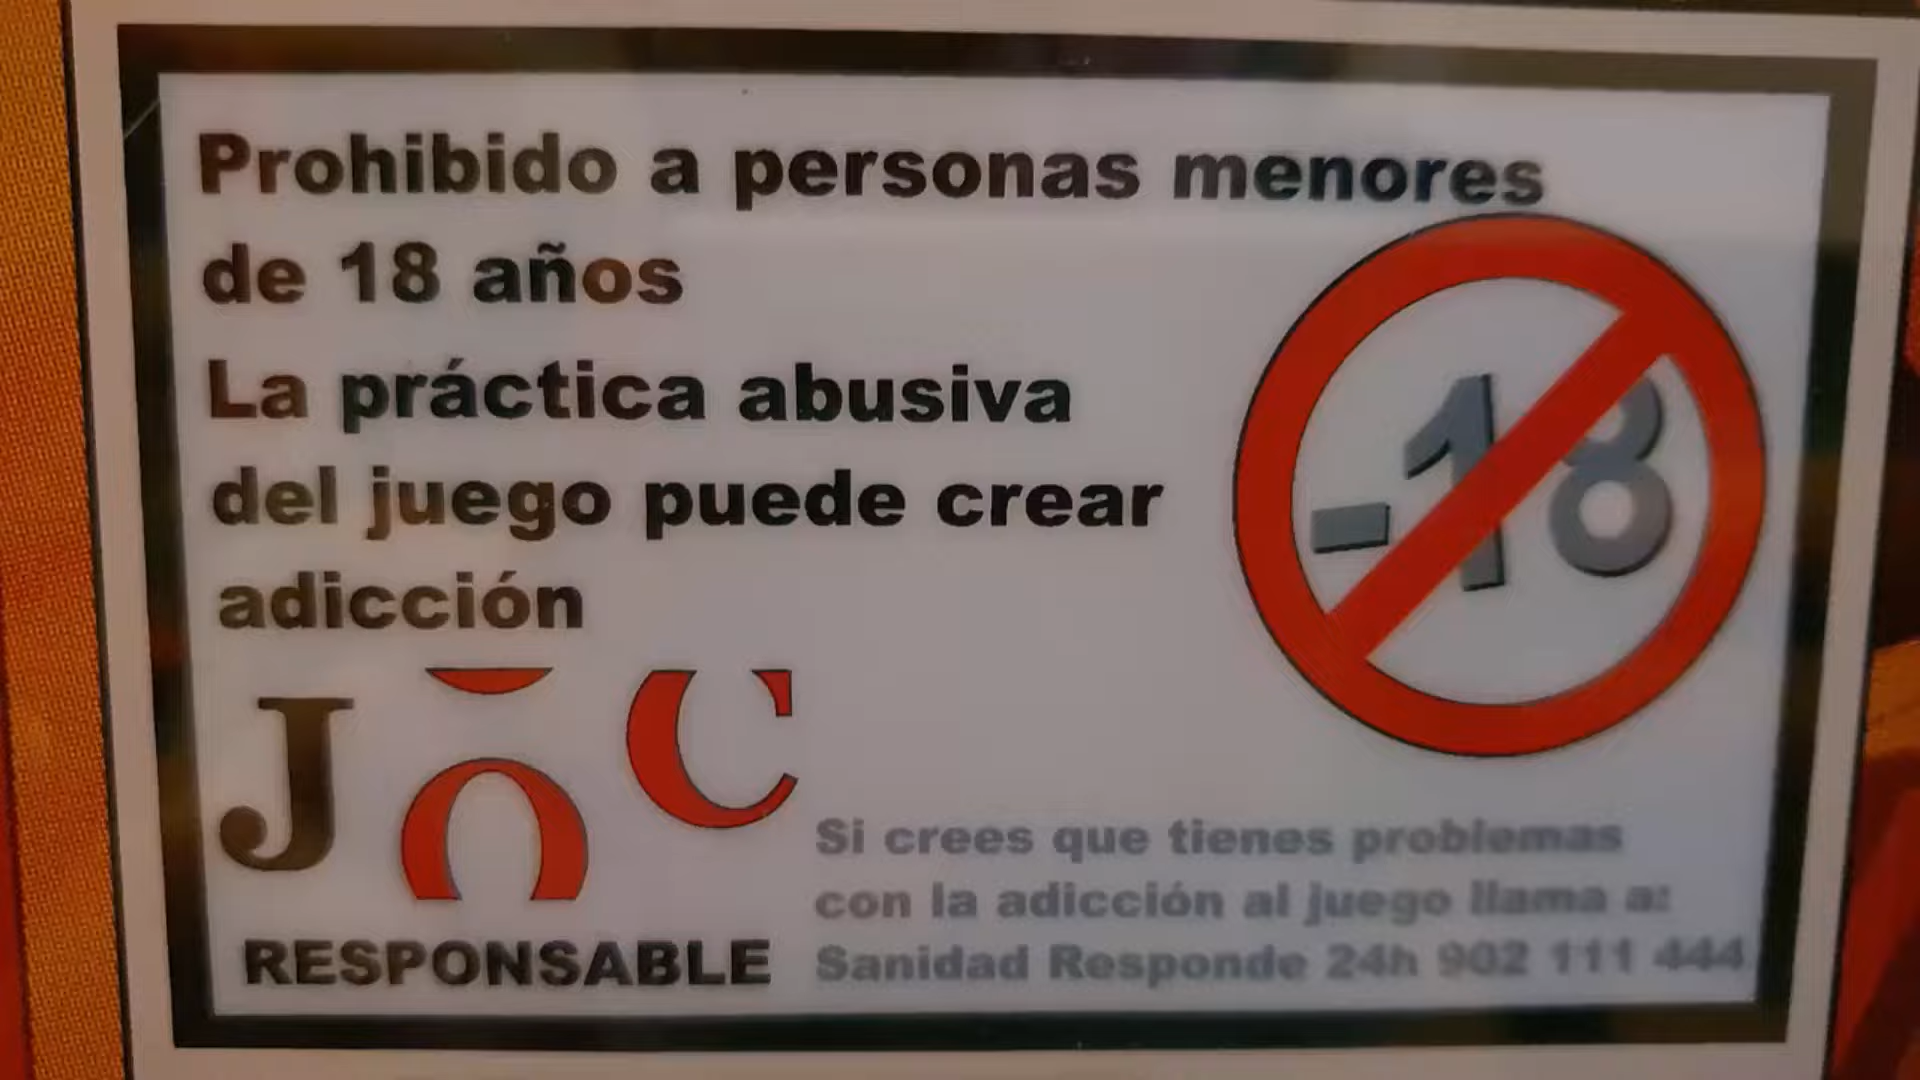 Prohibido a personas menores
de 18 años
La práctica abusiva
del juego puede crear
adicción
-18
JOC
RESPONSABLE
Si crees que tienes problemas
con la adicción al juego llama a:
Sanidad Responde 24h 902 111 444